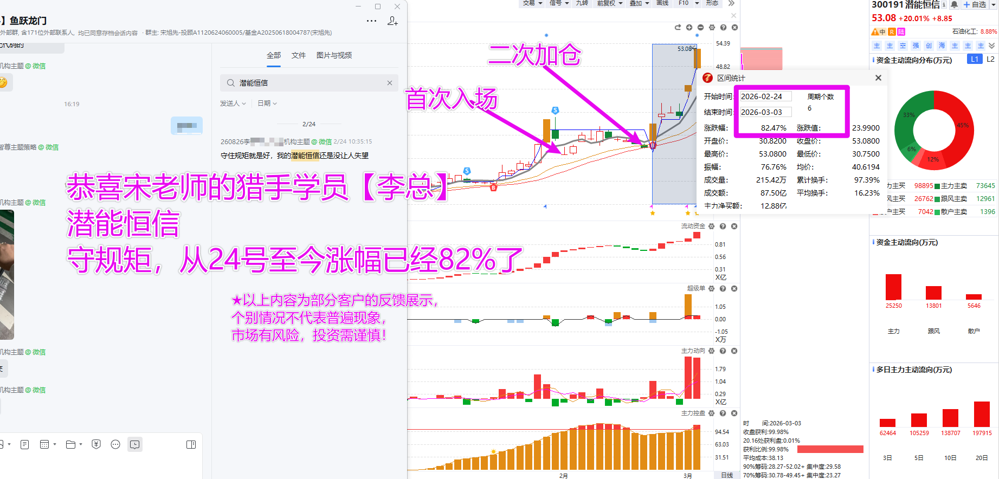 】鱼跃龙门
外部群, 含171位外部联系人, 均已同意存档会话内容 · 群主: 宋旭先-投顾A1120624060005/基金A20250618004787(宋旭先)
机构主题@微信
16:19
智尊主题策略@微信
机构主题@微信
机构主题@微信
机构主题@微信
全部 文件 图片与视频
潜能恒信
发送人 日期
2/24
260826李 机构主题@微信 2/24 10:35:15
守住规矩就是好，我的潜能恒信还是没让人失望
恭喜宋老师的猎手学员【李总】
潜能恒信
守规矩，从24号至今涨幅已经82%了
★以上内容为部分客户的反馈展示，
个别情况不代表普遍现象，
市场有风险，投资需谨慎！
交易 信号 九转 前复权 叠加 画线 F10 形态
二次加仓
首次入场
53.08
54.39
48.82
S
S
B
流动资金
0.81
0.56
0.31
X亿
超级单
1.05
0.00
-1.05
X万
主力动向
1.79
1.04
0.29
X亿
主力控盘
94.54
63.03
31.51
2月 3月 日线
区间统计
开始时间: 2026-02-24 周期个数
结束时间: 2026-03-03 6
涨跌幅: 82.47% 涨跌值: 23.9900
开盘价: 30.8200 收盘价: 53.0800
最高价: 53.0800 最低价: 30.7500
振幅: 76.76% 均价: 40.6194
成交量: 215.42万 累计换手: 97.39%
成交额: 87.50亿 平均换手: 16.23%
主力净买额: 12.88亿
时 间:2026-03-03
收盘获利:99.98%
20.16处获利盘:0.01%
获利比例:99.98%
平均成本:38.13
90%筹码:28.27-52.02+ 集中度:29.58
70%筹码:30.78-49.45+ 集中度:23.27
300191 潜能恒信 +自选
53.08 +20.01% +8.85
中 R 陆 石油化工: 8.88%
主 主 空 强 创 海 主 主 主
资金主动流向分布(万元) L1 L2
33%
45%
6%
12%
力主买 98895 主力主卖 73645
风主买 26762 跟风主卖 12961
户主买 7042 散户主卖 1396
资金主动流向(万元)
25250 13801 5646
主力 跟风 散户
多日主力主动流向(万元)
62464 105259 138707 197915
3日 5日 10日 20日